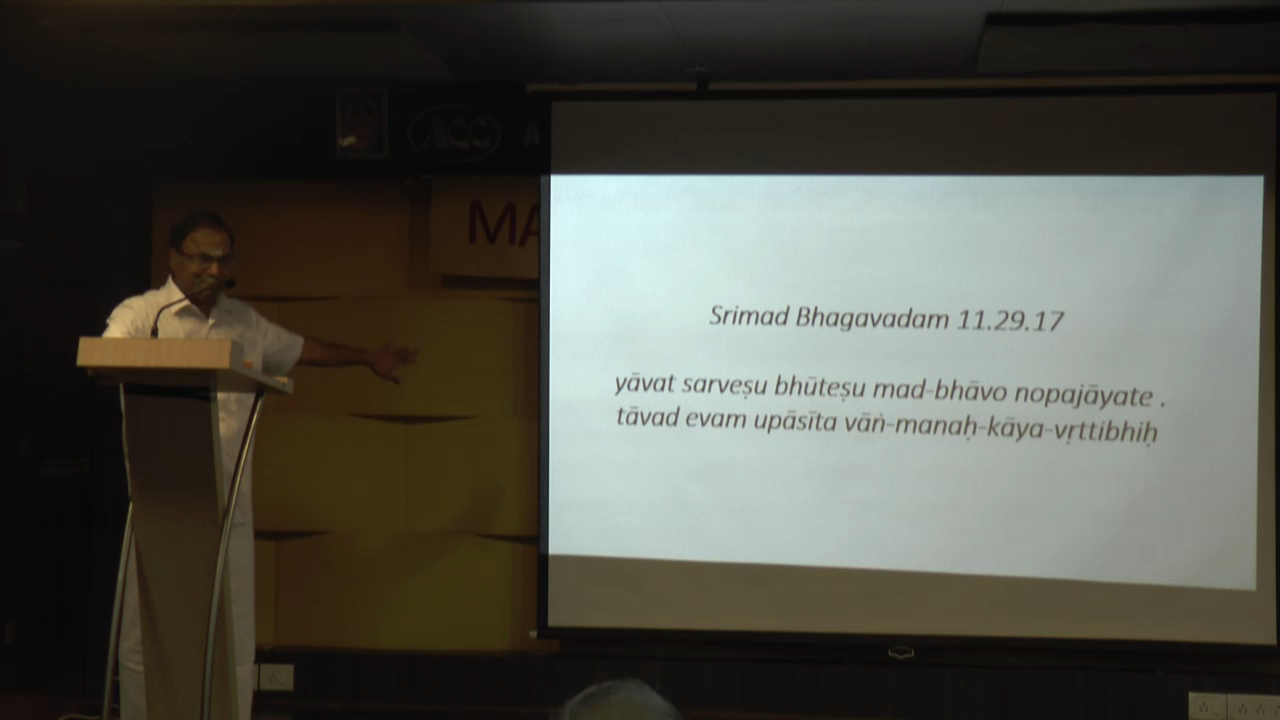 ACC A
MA
Srimad Bhagavadam 11.29.17
yāvat sarveṣu bhūteṣu mad-bhāvo nopajāyate .
tāvad evam upāsīta vāṅ-manaḥ-kāya-vṛttibhiḥ